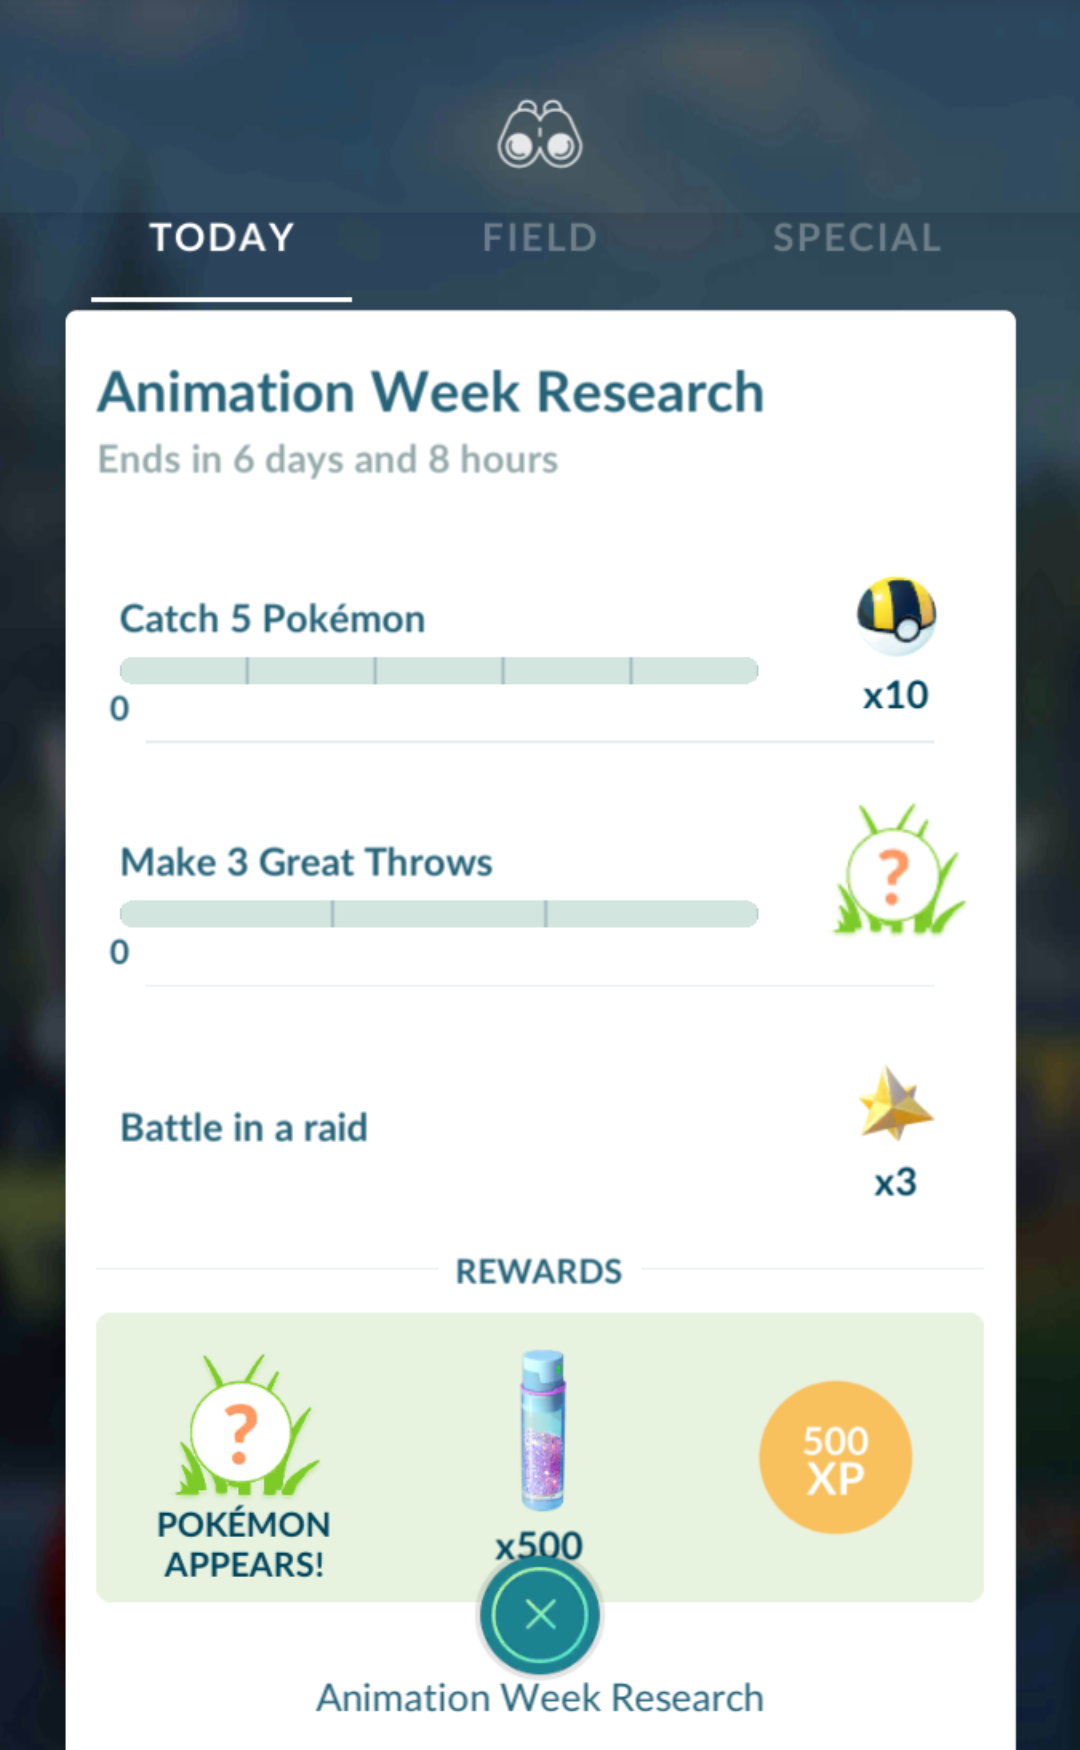 TODAY
FIELD
SPECIAL
Animation Week Research
Ends in 6 days and 8 hours
Catch 5 Pokémon
0
x10
Make 3 Great Throws
?
0
Battle in a raid
x3
REWARDS
?
POKÉMON
APPEARS!
x500
500
XP
Animation Week Research